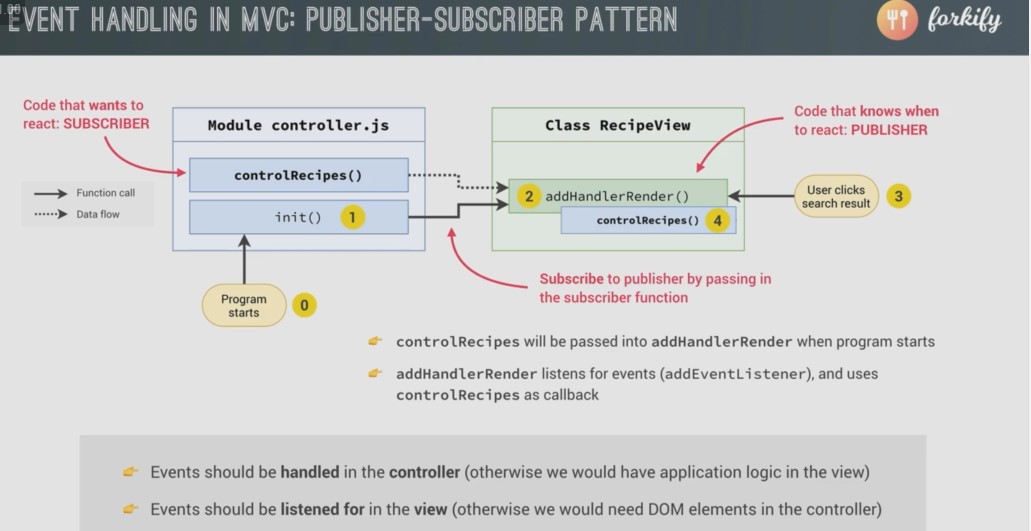 EVENT HANDLING IN MVC: PUBLISHER-SUBSCRIBER PATTERN
forkify
Code that wants to
react: SUBSCRIBER
Module controller.js
Class RecipeView
Code that knows when
to react: PUBLISHER
controlRecipes()
Function call
Data flow
init() 1
2 addHandlerRender()
controlRecipes() 4
User clicks
search result
3
Subscribe to publisher by passing in
the subscriber function
Program
starts
0
controlRecipes will be passed into addHandlerRender when program starts
addHandlerRender listens for events (addEventListener), and uses
controlRecipes as callback
Events should be handled in the controller (otherwise we would have application logic in the view)
Events should be listened for in the view (otherwise we would need DOM elements in the controller)